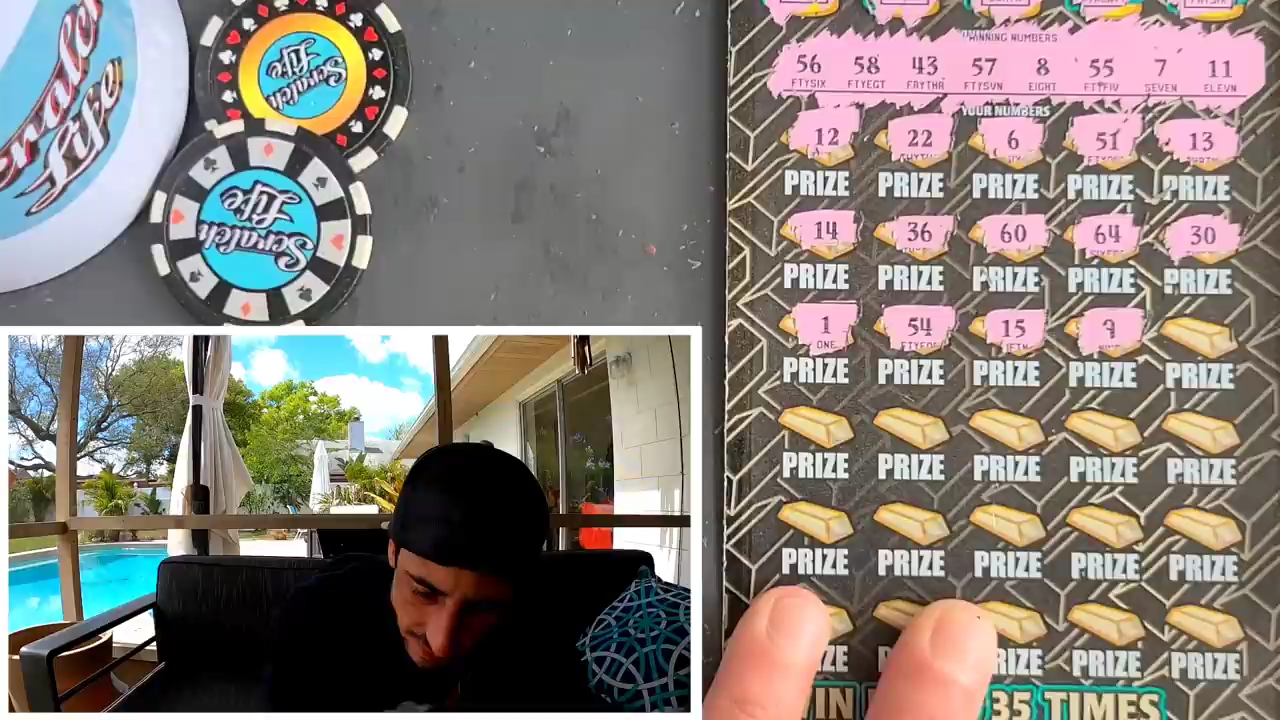 Scratch Life
Scratch Life
Scratch Life
WINNING NUMBERS
56 58 43 57 8 55 7 11
FTYSIX FTYEGT FRYTHR FTYSVN EIGHT FTYFIV SEVEN ELEVN
YOUR NUMBERS
12 22 6 51 13
PRIZE PRIZE PRIZE PRIZE PRIZE
14 36 60 64 30
PRIZE PRIZE PRIZE PRIZE PRIZE
1 54 15 9
ONE
PRIZE PRIZE PRIZE PRIZE PRIZE
PRIZE PRIZE PRIZE PRIZE PRIZE
PRIZE PRIZE PRIZE PRIZE PRIZE
PRIZE PRIZE PRIZE
35 TIMES